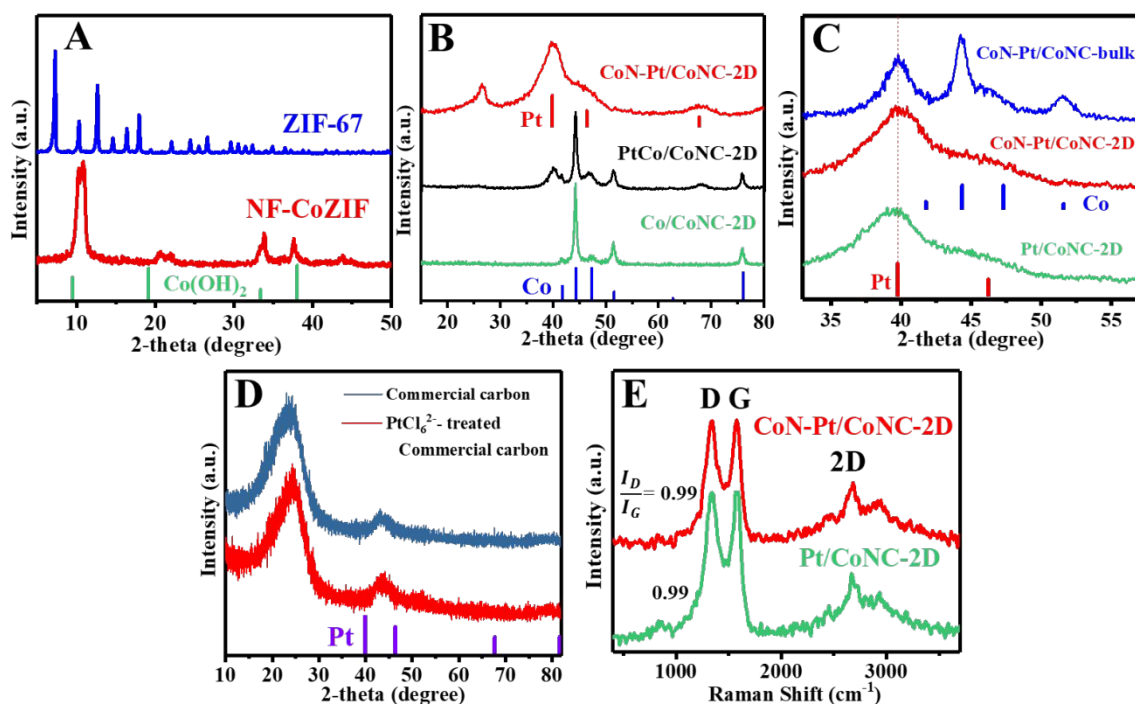 A
ZIF-67
NF-CoZIF
Co(OH)₂
Intensity (a.u.)
10 20 30 40 50
2-theta (degree)
B
CoN-Pt/CoNC-2D
Pt
PtCo/CoNC-2D
Co/CoNC-2D
Co
Intensity (a.u.)
20 30 40 50 60 70 80
2-theta (degree)
C
CoN-Pt/CoNC-bulk
CoN-Pt/CoNC-2D
Co
Pt/CoNC-2D
Pt
Intensity (a.u.)
35 40 45 50 55
2-theta (degree)
D
Commercial carbon
PtCl₆²⁻- treated
Commercial carbon
Pt
Intensity (a.u.)
10 20 30 40 50 60 70 80
2-theta (degree)
E
D G
CoN-Pt/CoNC-2D
2D
I_D/I_G = 0.99
Pt/CoNC-2D
0.99
Intensity (a.u.)
1000 2000 3000
Raman Shift (cm⁻¹)